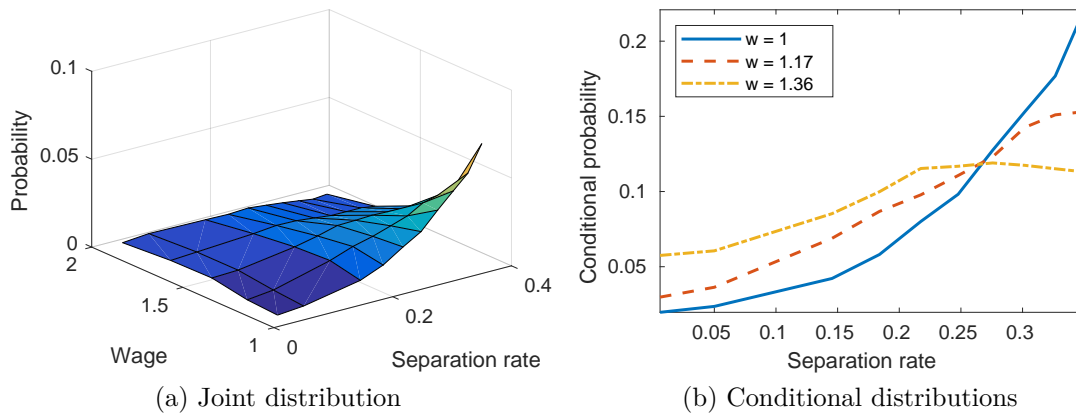 0.1
0.05
0
Probability
2
1.5
1
Wage
0
0.2
0.4
Separation rate
(a) Joint distribution
w = 1
w = 1.17
w = 1.36
0.2
0.15
0.1
0.05
Conditional probability
0.05 0.1 0.15 0.2 0.25 0.3
Separation rate
(b) Conditional distributions